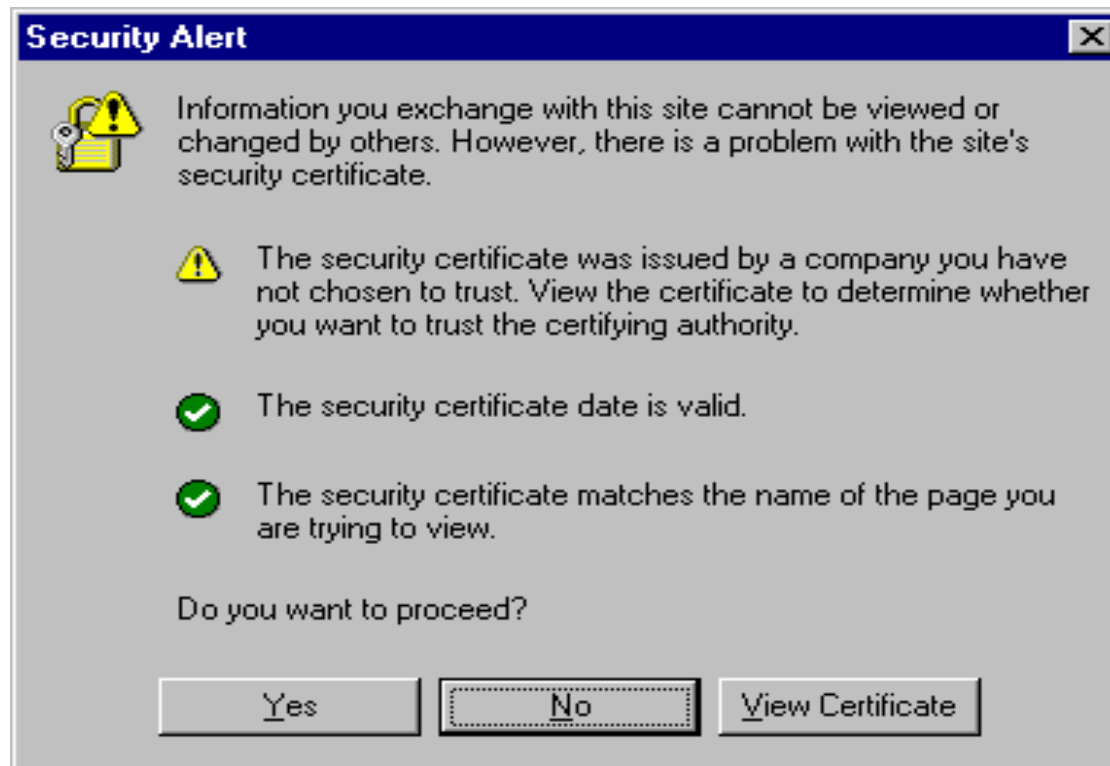 Security Alert
Information you exchange with this site cannot be viewed or
changed by others. However, there is a problem with the site's
security certificate.
The security certificate was issued by a company you have
not chosen to trust. View the certificate to determine whether
you want to trust the certifying authority.
The security certificate date is valid.
The security certificate matches the name of the page you
are trying to view.
Do you want to proceed?
Yes No View Certificate